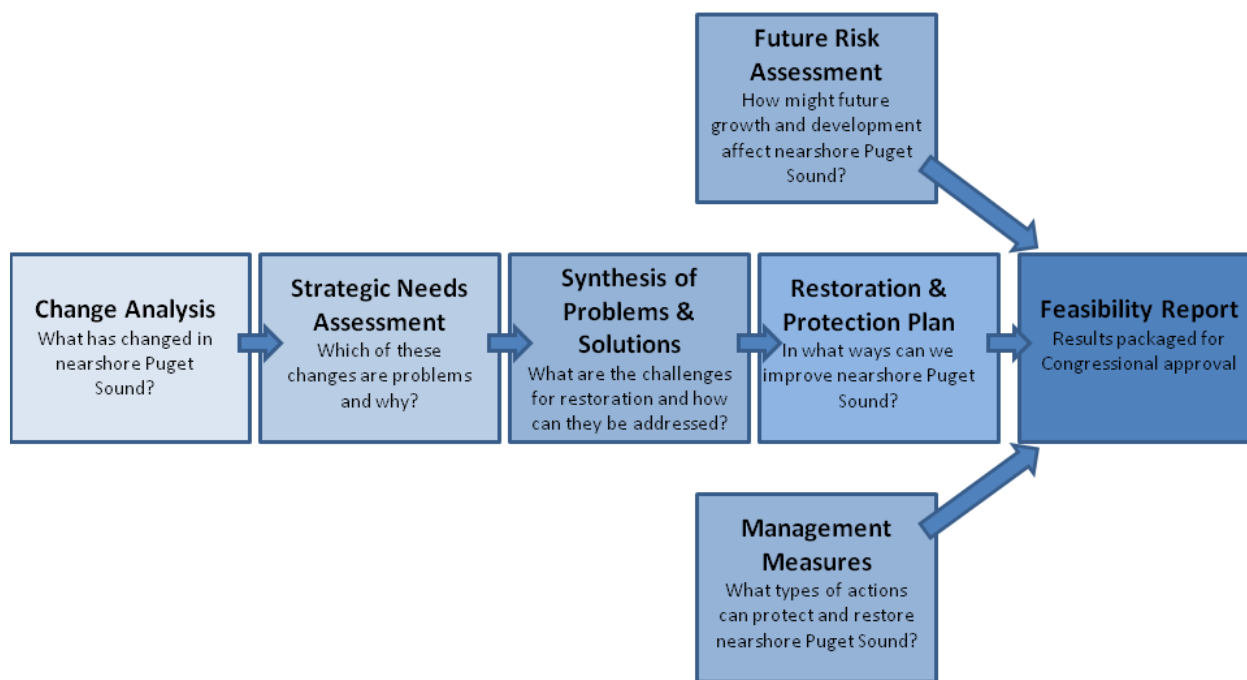 Future Risk
Assessment
How might future
growth and development
affect nearshore Puget
Sound?
Change Analysis
What has changed in
nearshore Puget
Sound?
Strategic Needs
Assessment
Which of these
changes are problems
and why?
Synthesis of
Problems &
Solutions
What are the challenges
for restoration and how
can they be addressed?
Restoration &
Protection Plan
In what ways can we
improve nearshore Puget
Sound?
Feasibility Report
Results packaged for
Congressional approval
Management
Measures
What types of actions
can protect and restore
nearshore Puget Sound?